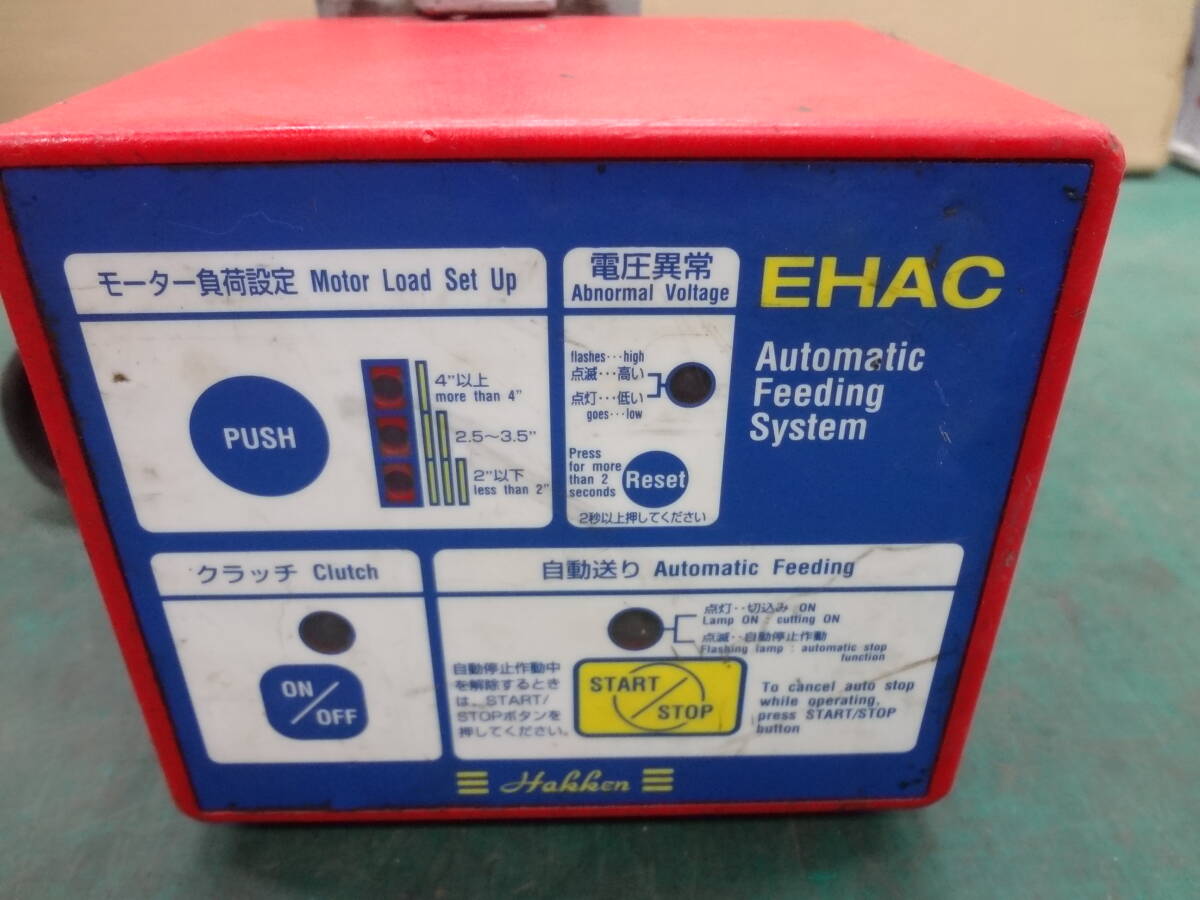 モーター負荷設定 Motor Load Set Up
PUSH
4"以上
more than 4"
2.5〜3.5"
2"以下
less than 2"
電圧異常
Abnormal Voltage
flashes···high
点滅···高い
点灯···低い
goes···low
Press
for more
than 2
seconds
Reset
2秒以上押してください
EHAC
Automatic
Feeding
System
クラッチ Clutch
ON/OFF
自動送り Automatic Feeding
点灯··切込み ON
Lamp ON cutting ON
点滅··自動停止作動
Flashing lamp : automatic stop
function
自動停止作動中
を解除するとき
は、START/
STOPボタンを
押してください。
START/STOP
To cancel auto stop
while operating,
press START/STOP
button
Hakken